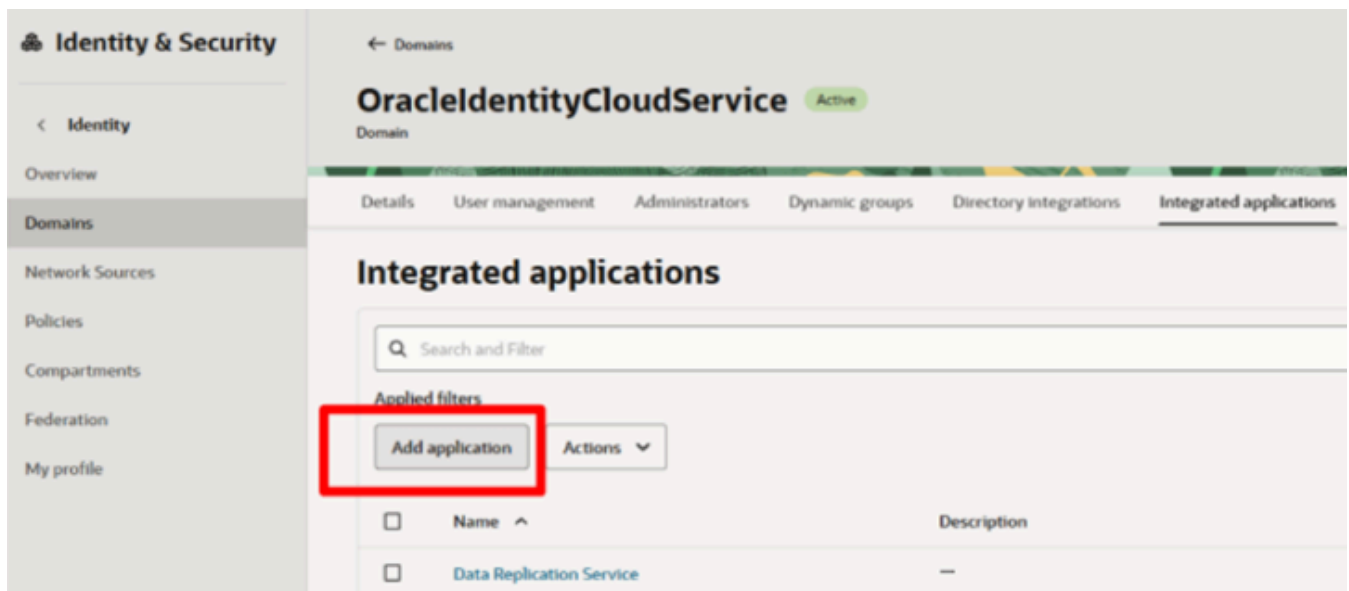 Identity & Security
Identity
Overview
Domains
Network Sources
Policies
Compartments
Federation
My profile
Domains
OracleIdentityCloudService Active
Domain
Details User management Administrators Dynamic groups Directory integrations Integrated applications
Integrated applications
Search and Filter
Applied filters
Add application Actions
Name Description
Data Replication Service —